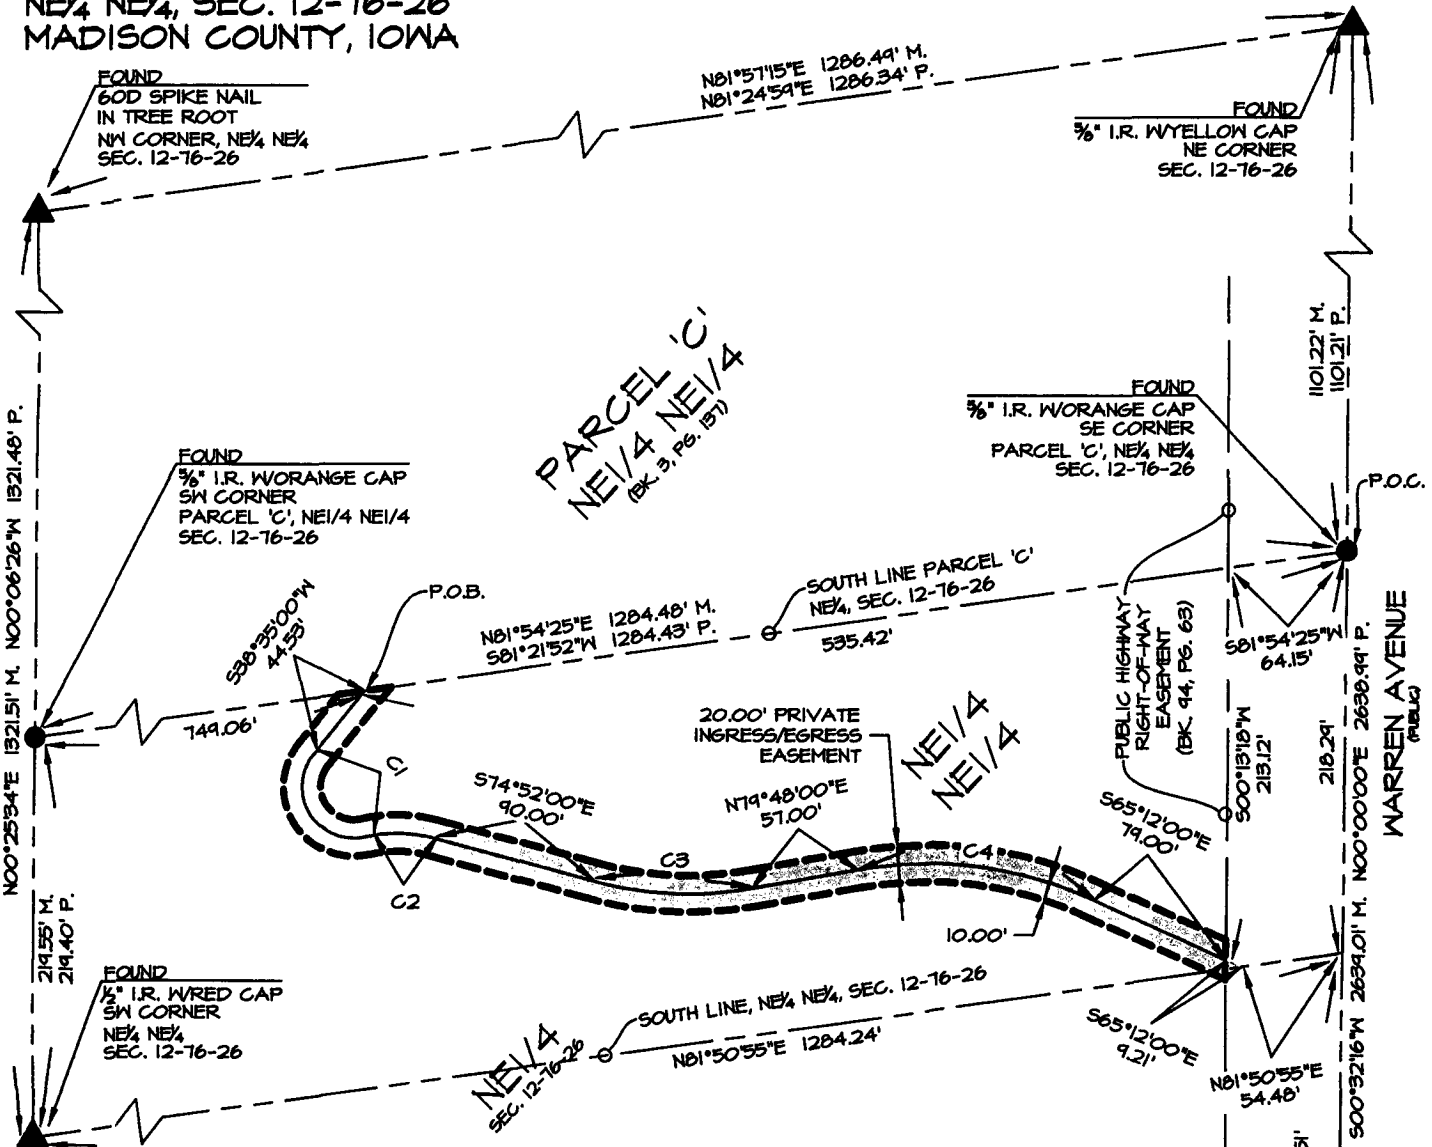 NE¼ NE¼, SEC. 12-76-26
MADISON COUNTY, IOWA
FOUND
60D SPIKE NAIL
IN TREE ROOT
NW CORNER, NE¼ NE¼
SEC. 12-76-26
N81°57'15"E 1286.49' M.
N81°24'59"E 1286.34' P.
FOUND
⅝" I.R. W/YELLOW CAP
NE CORNER
SEC. 12-76-26
1101.22' M.
1101.21' P.
PARCEL 'C'
NE1/4 NE1/4
(BK. 3, PG. 137)
FOUND
⅝" I.R. W/ORANGE CAP
SE CORNER
PARCEL 'C', NE¼ NE¼
SEC. 12-76-26
P.O.C.
FOUND
⅝" I.R. W/ORANGE CAP
SW CORNER
PARCEL 'C', NE1/4 NE1/4
SEC. 12-76-26
N00°25'34"E 1321.51' M. N00°06'26"W 1321.48' P.
S38°35'00"W
44.53'
P.O.B.
N81°54'25"E 1284.48' M.
S81°21'52"W 1284.43' P.
SOUTH LINE PARCEL 'C'
NE¼, SEC. 12-76-26
535.42'
749.06'
PUBLIC HIGHWAY
RIGHT-OF-WAY
EASEMENT
(BK. 94, PG. 63)
S81°54'25"W
64.15'
WARREN AVENUE
(PUBLIC)
20.00' PRIVATE
INGRESS/EGRESS
EASEMENT
NE1/4
NE1/4
S00°13'18"W
213.12'
218.29'
S00°32'16"W 2639.01' M. N00°00'00"E 2638.99' P.
C1
S74°52'00"E
90.00'
N79°48'00"E
57.00'
S65°12'00"E
79.00'
C3
C4
C2
10.00'
219.55' M.
219.40' P.
FOUND
½" I.R. W/RED CAP
SW CORNER
NE¼ NE¼
SEC. 12-76-26
SOUTH LINE, NE¼ NE¼, SEC. 12-76-26
N81°50'55"E 1284.24'
NE1/4
SEC. 12-76-26
S65°12'00"E
9.21'
N81°50'55"E
54.48'